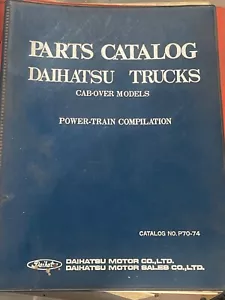 PARTS CATALOG
DAIHATSU TRUCKS
CAB-OVER MODELS
POWER-TRAIN COMPILATION
CATALOG NO. P70-74
Daihatsu
DAIHATSU MOTOR CO., LTD.
DAIHATSU MOTOR SALES CO., LTD.